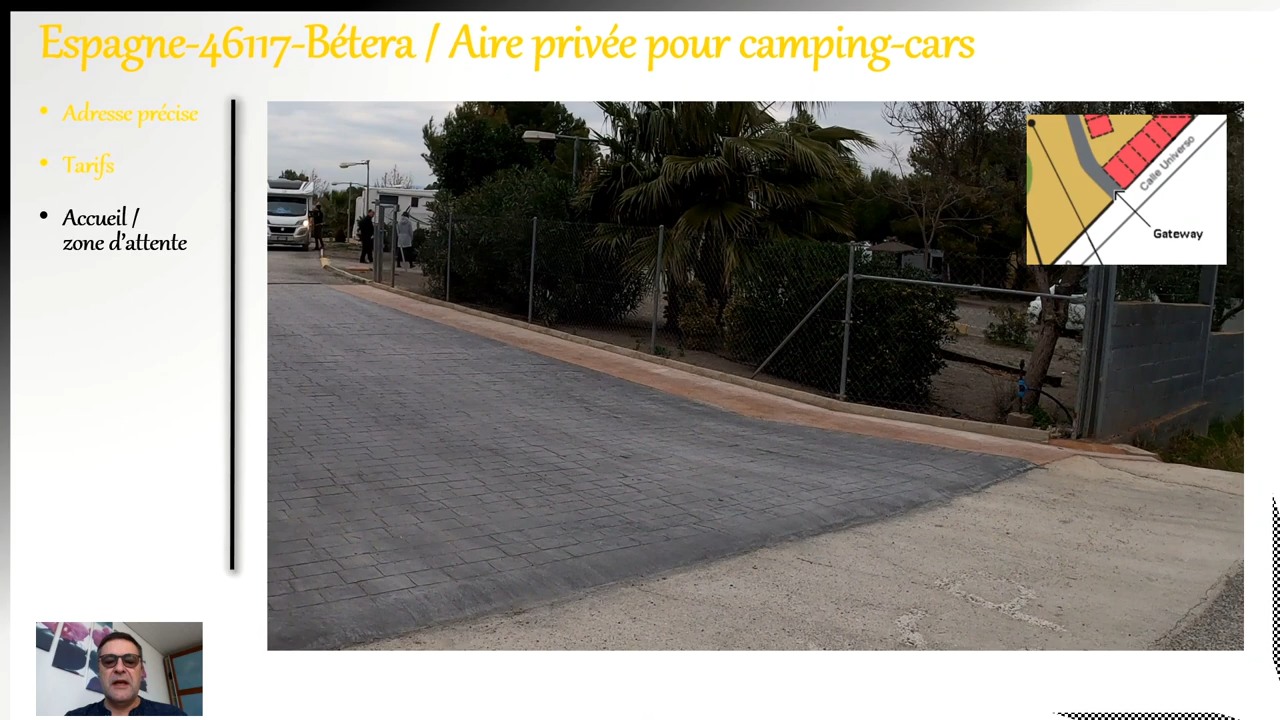 Espagne-46117-Bétera / Aire privée pour camping-cars
• Adresse précise
• Tarifs
• Accueil /
zone d'attente
Calle Universo
Gateway